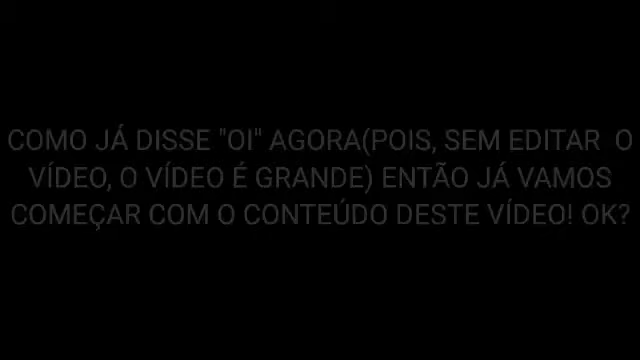 COMO JÁ DISSE "OI" AGORA(POIS, SEM EDITAR O
VÍDEO, O VÍDEO É GRANDE) ENTÃO JÁ VAMOS
COMEÇAR COM O CONTEÚDO DESTE VÍDEO! OK?